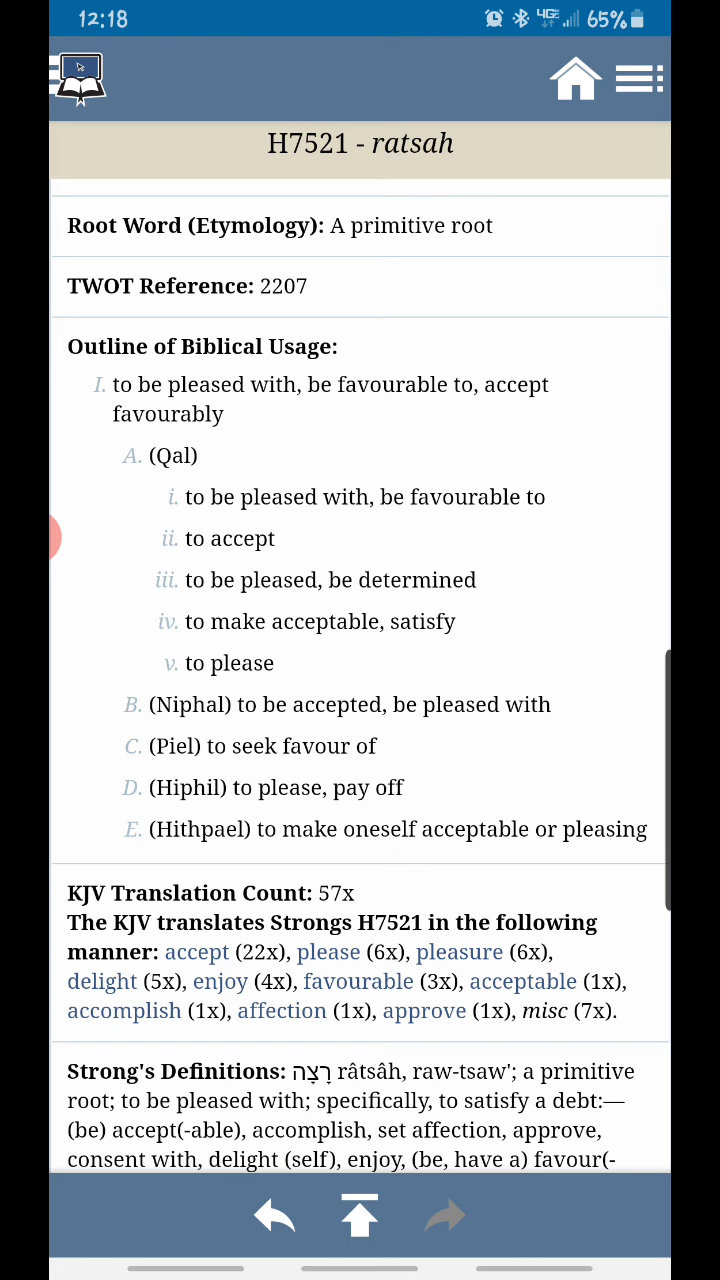 12:18
4GE 65%
H7521 - ratsah
Root Word (Etymology): A primitive root
TWOT Reference: 2207
Outline of Biblical Usage:
I. to be pleased with, be favourable to, accept
favourably
A. (Qal)
i. to be pleased with, be favourable to
ii. to accept
iii. to be pleased, be determined
iv. to make acceptable, satisfy
v. to please
B. (Niphal) to be accepted, be pleased with
C. (Piel) to seek favour of
D. (Hiphil) to please, pay off
E. (Hithpael) to make oneself acceptable or pleasing
KJV Translation Count: 57x
The KJV translates Strongs H7521 in the following
manner: accept (22x), please (6x), pleasure (6x),
delight (5x), enjoy (4x), favourable (3x), acceptable (1x),
accomplish (1x), affection (1x), approve (1x), misc (7x).
Strong's Definitions: רָצָה râtsâh, raw-tsaw'; a primitive
root; to be pleased with; specifically, to satisfy a debt:—
(be) accept(-able), accomplish, set affection, approve,
consent with, delight (self), enjoy, (be, have a) favour(-